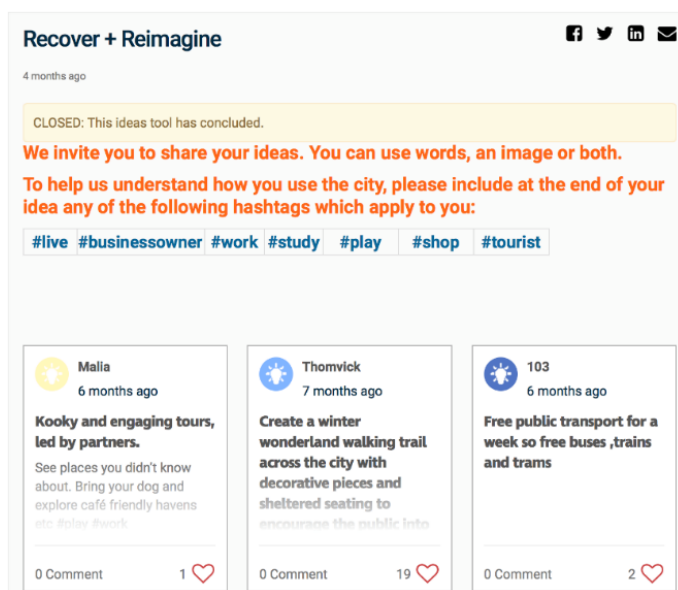 Recover + Reimagine
4 months ago
CLOSED: This ideas tool has concluded.
We invite you to share your ideas. You can use words, an image or both.
To help us understand how you use the city, please include at the end of your
idea any of the following hashtags which apply to you:
#live #businessowner #work #study #play #shop #tourist
Malia
6 months ago
Kooky and engaging tours,
led by partners.
See places you didn't know
about. Bring your dog and
explore café friendly havens
etc #play #work
0 Comment 1
Thomvick
7 months ago
Create a winter
wonderland walking trail
across the city with
decorative pieces and
sheltered seating to
encourage the public into
0 Comment 19
103
6 months ago
Free public transport for a
week so free buses ,trains
and trams
0 Comment 2